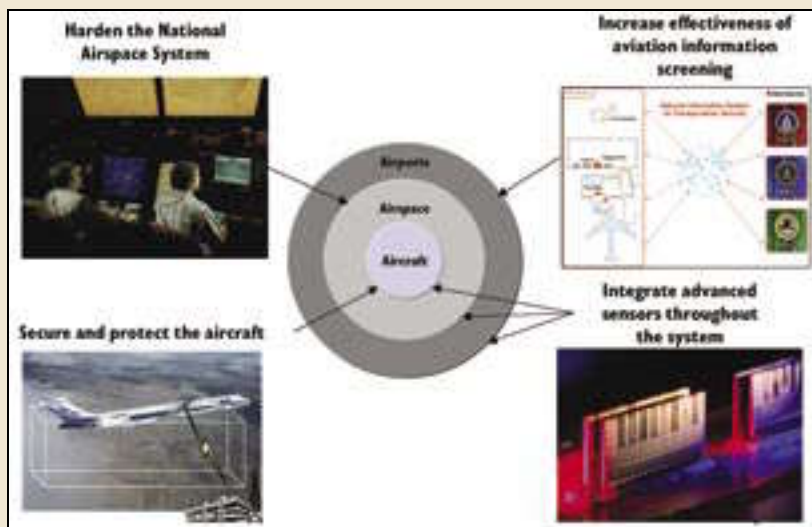 Harden the National
Airspace System
Increase effectiveness of
aviation information
screening
Airports
Airspace
Aircraft
Secure and protect the aircraft
Integrate advanced
sensors throughout
the system